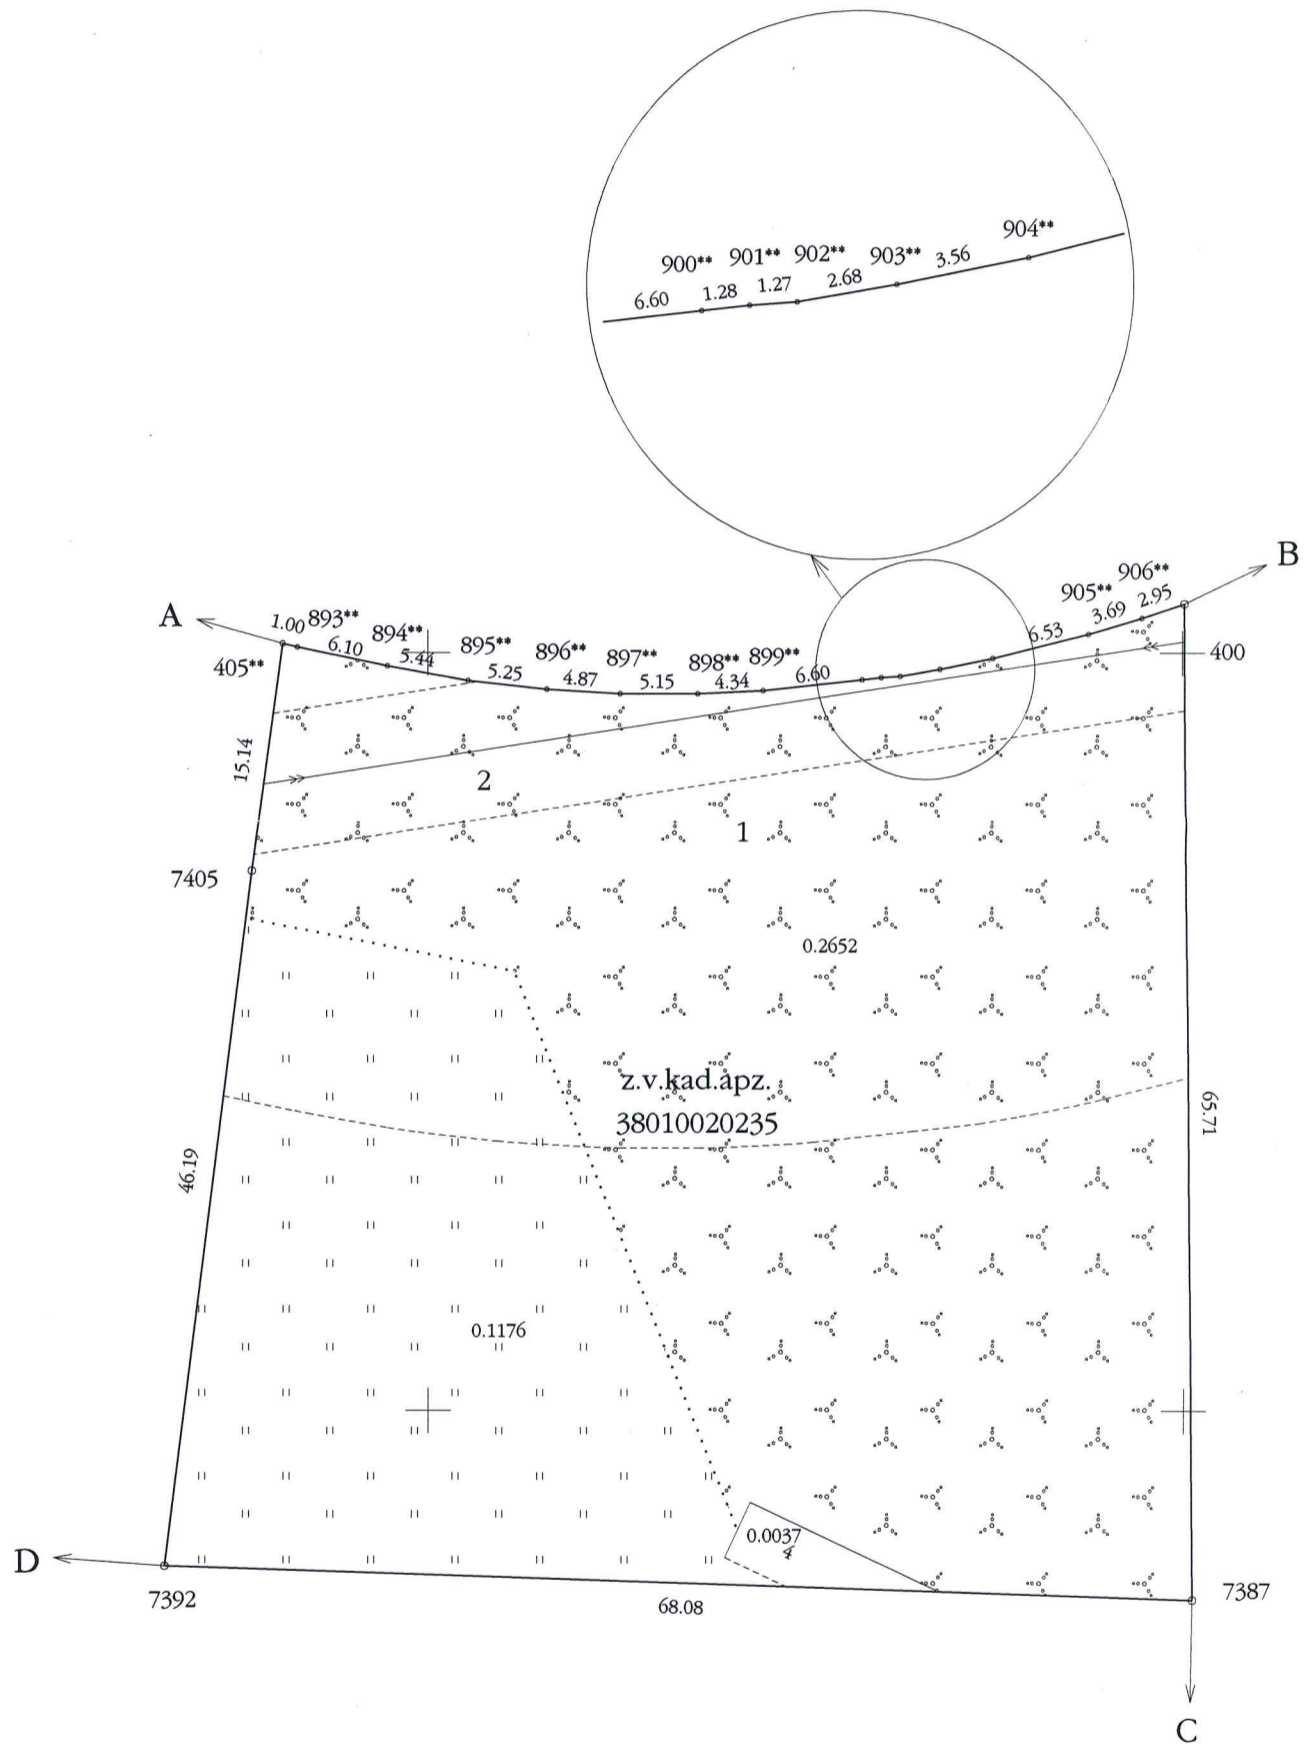 904**
900** 901** 902** 903**
6.60 1.28 1.27 2.68 3.56
B
A
906**
905**
1.00 893** 894** 895** 896** 897** 898** 899**
6.10 5.44 5.25 4.87 5.15 4.34 6.60 6.53 3.69 2.95
405**
400
15.14
2
1
7405
0.2652
z.v.kad.apz.
38010020235
65.71
46.19
0.1176
0.0037
4
D
7392
68.08
7387
C